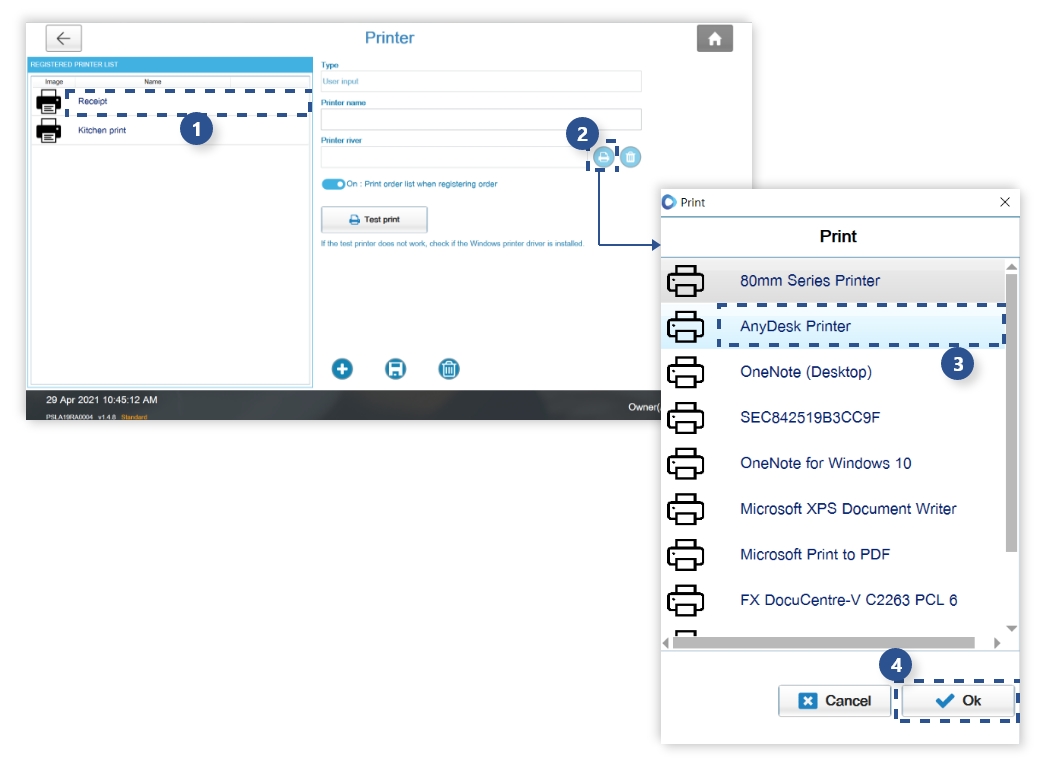 Printer
REGISTERED PRINTER LIST
Image Name
Receipt
Kitchen print
1
Type
User input
Printer name
Printer river
2
On : Print order list when registering order
Test print
If the test printer does not work, check if the Windows printer driver is installed.
29 Apr 2021 10:45:12 AM
PSLA19RA0004 v1.4.8 Standard
Owner(
Print
Print
80mm Series Printer
AnyDesk Printer
3
OneNote (Desktop)
SEC842519B3CC9F
OneNote for Windows 10
Microsoft XPS Document Writer
Microsoft Print to PDF
FX DocuCentre-V C2263 PCL 6
4
Cancel
Ok